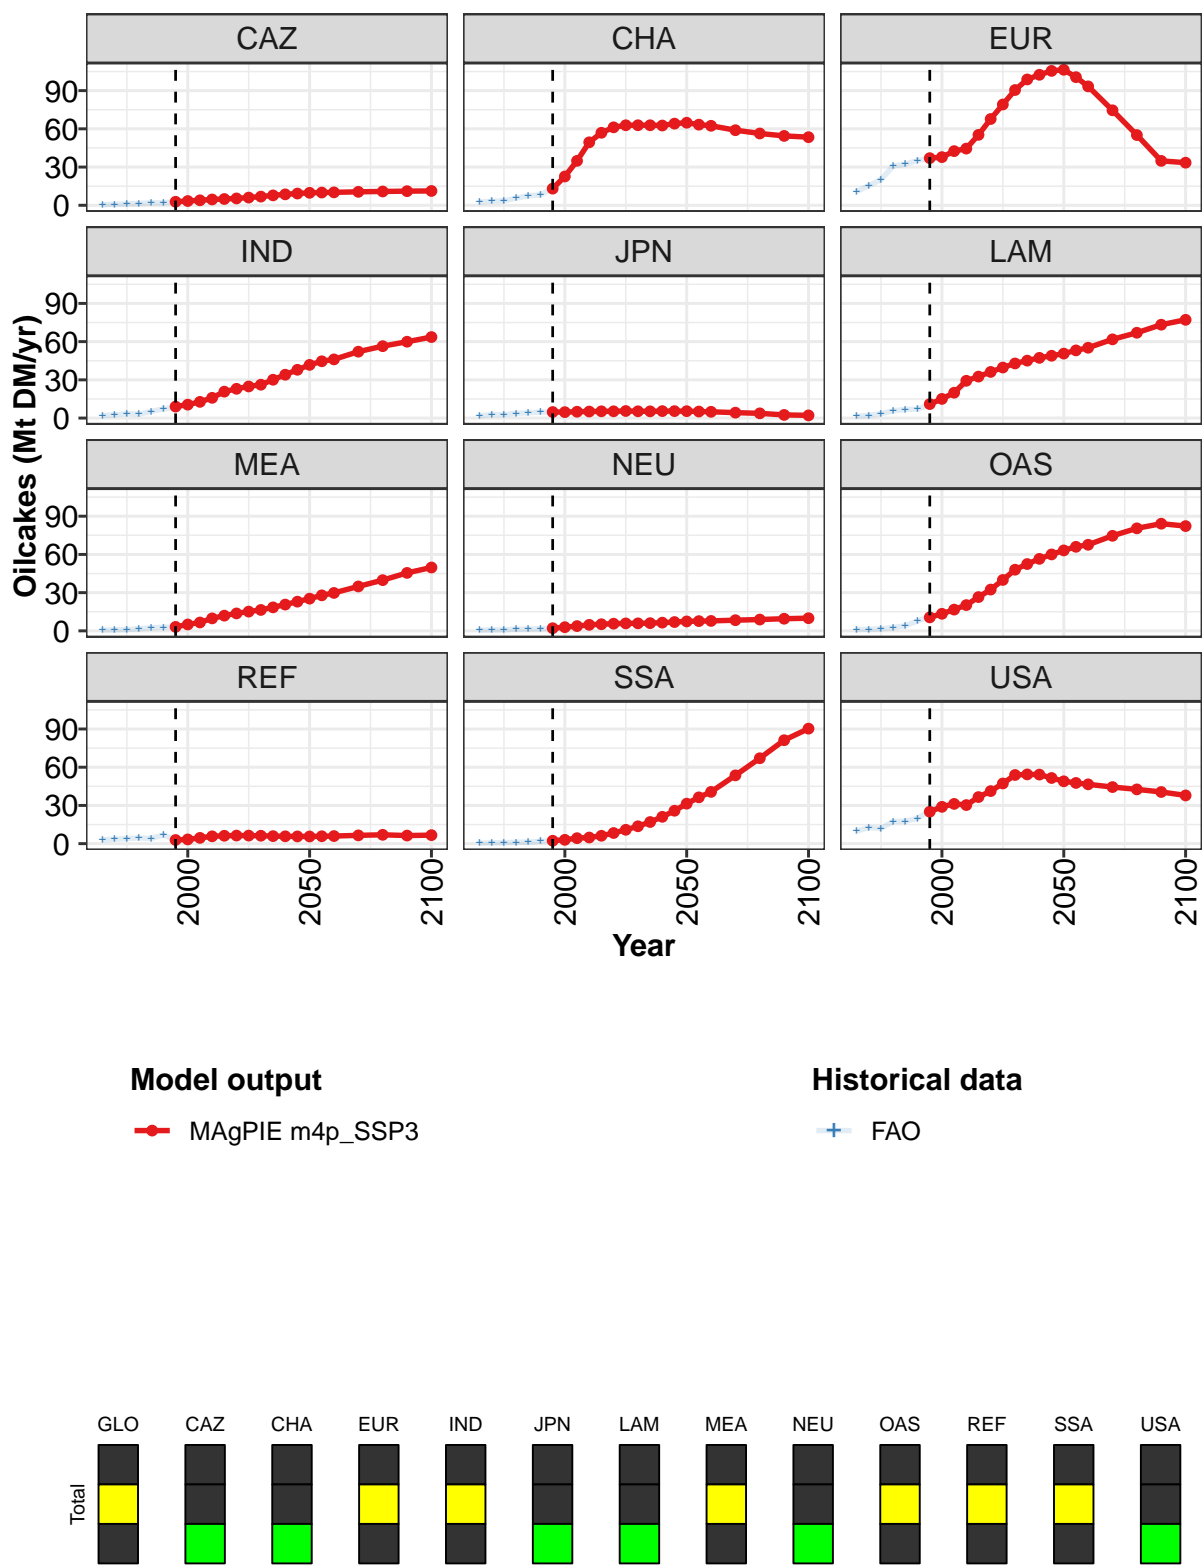 CAZ CHA EUR
90
60
30
0
IND JPN LAM
90
60
30
0
MEA NEU OAS
90
60
30
0
REF SSA USA
90
60
30
0
Oilcakes (Mt DM/yr)
2000 2050 2100 2000 2050 2100 2000 2050 2100
Year
Model output Historical data
MAgPIE m4p_SSP3 FAO
GLO CAZ CHA EUR IND JPN LAM MEA NEU OAS REF SSA USA
Total